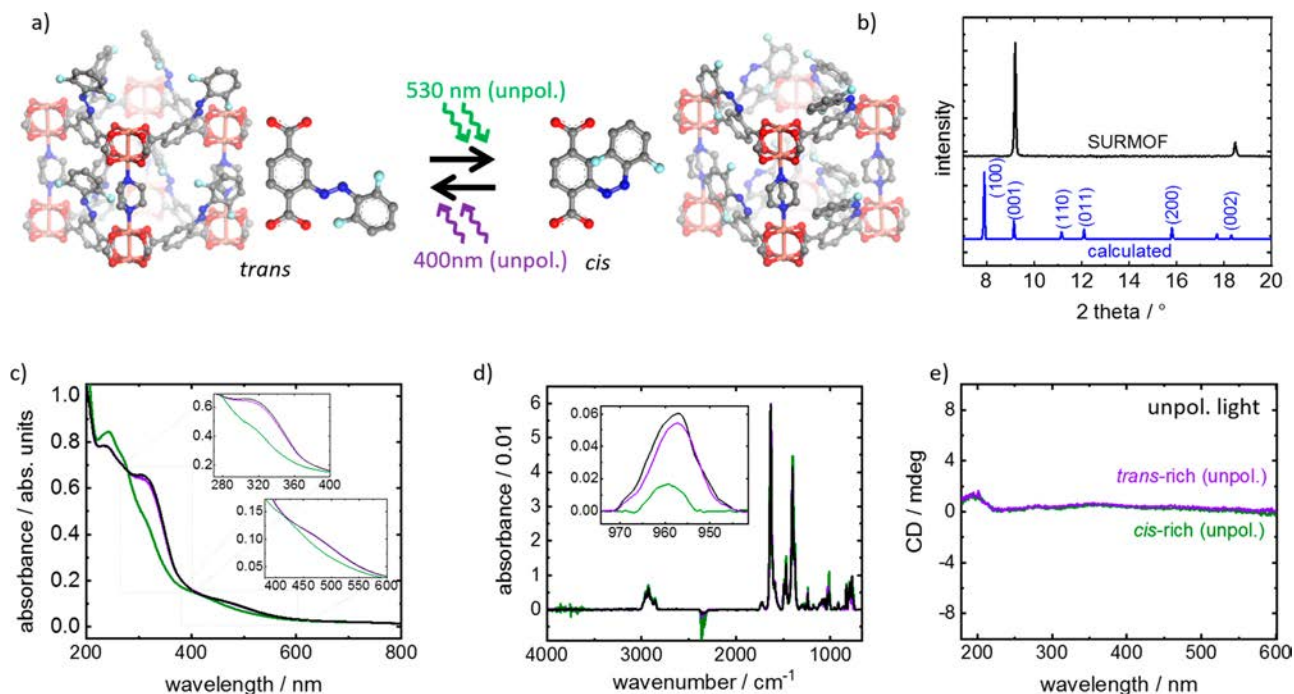 a)
530 nm (unpol.)
400nm (unpol.)
trans
cis
b)
intensity
SURMOF
(100)
(001)
(110)
(011)
(200)
(002)
calculated
8 10 12 14 16 18 20
2 theta / °
c)
absorbance / abs. units
1.0
0.8
0.6
0.4
0.2
0.0
200 400 600 800
wavelength / nm
0.6
0.4
0.2
280 320 360 400
0.15
0.10
0.05
400 450 500 550 600
d)
absorbance / 0.01
6
5
4
3
2
1
0
4000 3000 2000 1000
wavenumber / cm-1
0.06
0.04
0.02
0.00
970 960 950
e)
unpol. light
CD / mdeg
8
4
0
-4
-8
trans-rich (unpol.)
cis-rich (unpol.)
200 300 400 500 600
wavelength / nm